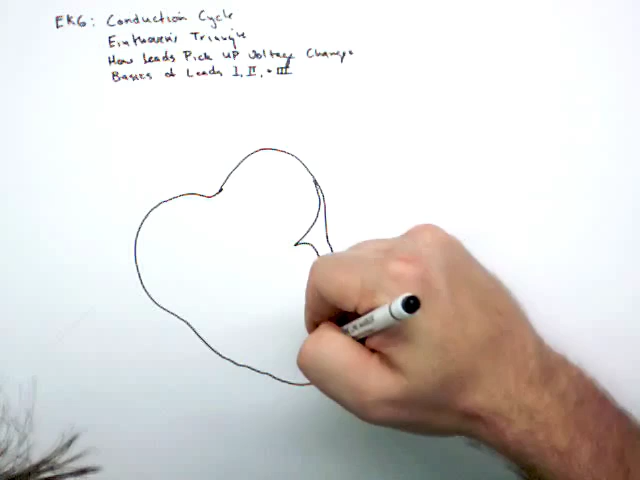 EKG: Conduction Cycle
Einthoven's Triangle
How Leads Pick up Voltage Changes
Basics of Leads I, II, + III